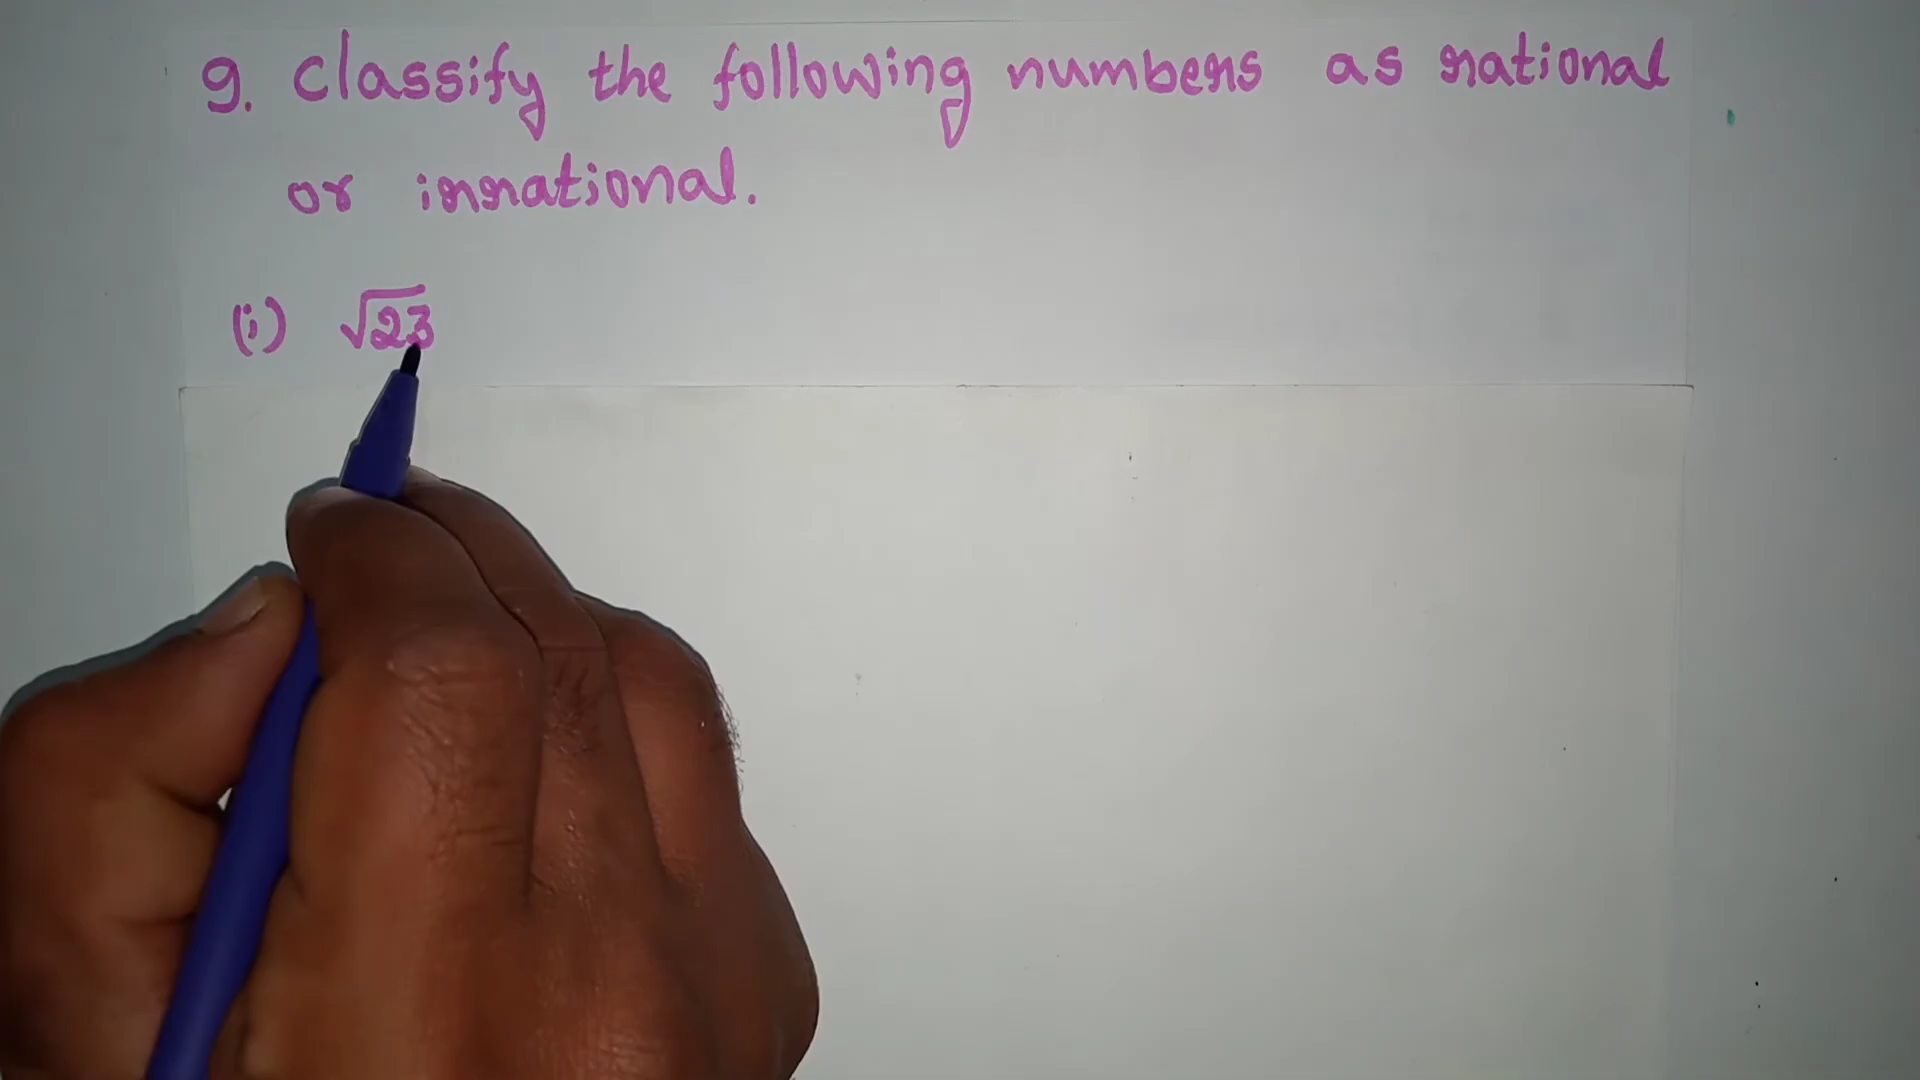 9. Classify the following numbers as rational
or irrational.
(i) √23